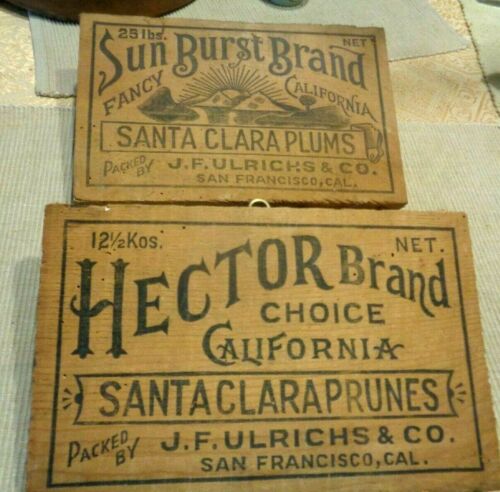 25 lbs. NET
Sun Burst Brand
FANCY CALIFORNIA
SANTA CLARA PLUMS
PACKED BY J.F. ULRICHS & CO.
SAN FRANCISCO, CAL.
12½ Kos. NET.
HECTOR Brand
CHOICE
CALIFORNIA
SANTA CLARA PRUNES
PACKED BY J.F. ULRICHS & CO.
SAN FRANCISCO, CAL.